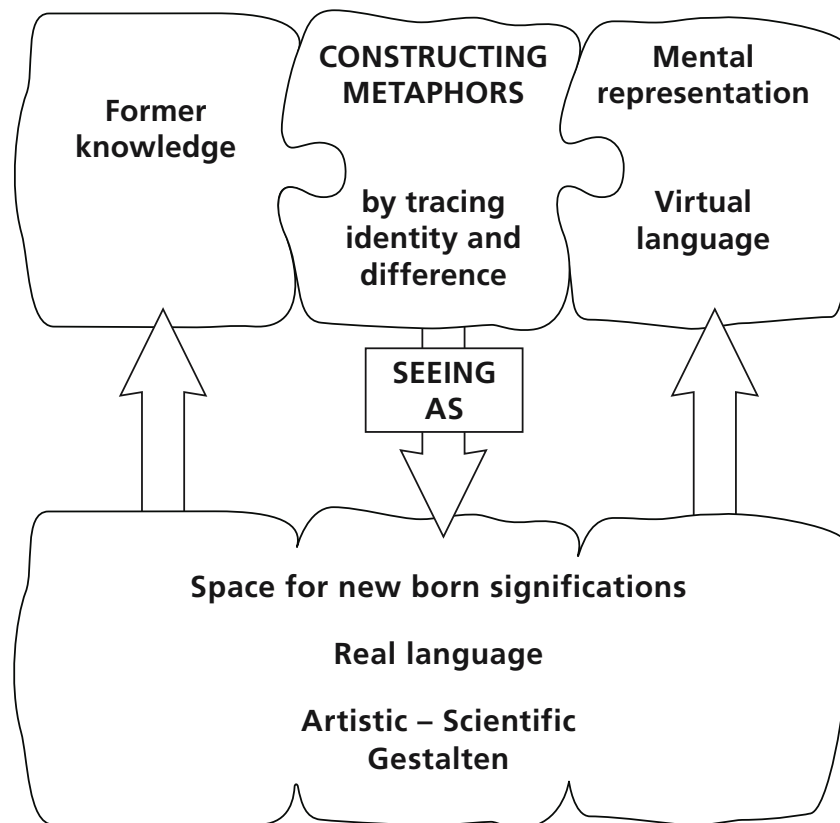 Former
knowledge
CONSTRUCTING
METAPHORS
by tracing
identity and
difference
Mental
representation
Virtual
language
SEEING
AS
Space for new born significations
Real language
Artistic – Scientific
Gestalten